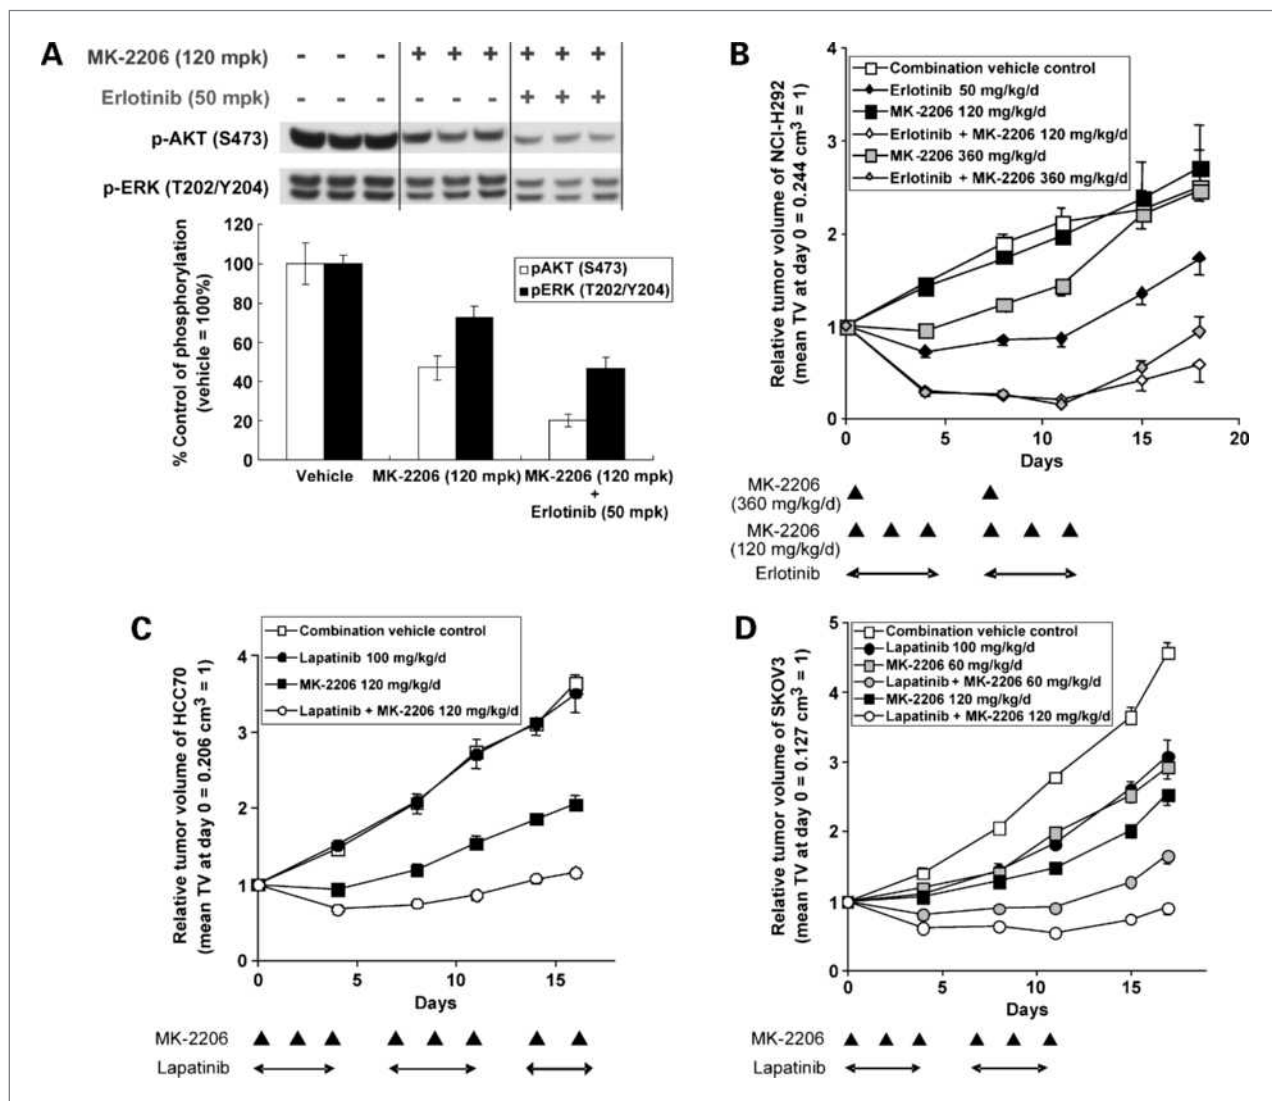 A
MK-2206 (120 mpk) - - - + + + + + +
Erlotinib (50 mpk) - - - - - - + + +
p-AKT (S473)
p-ERK (T202/Y204)
% Control of phosphorylation
(vehicle = 100%)
120
100
80
60
40
20
0
pAKT (S473)
pERK (T202/Y204)
Vehicle
MK-2206 (120 mpk)
MK-2206 (120 mpk)
+
Erlotinib (50 mpk)
B
Relative tumor volume of NCI-H292
(mean TV at day 0 = 0.244 cm³ = 1)
4
3
2
1
0
Combination vehicle control
Erlotinib 50 mg/kg/d
MK-2206 120 mg/kg/d
Erlotinib + MK-2206 120 mg/kg/d
MK-2206 360 mg/kg/d
Erlotinib + MK-2206 360 mg/kg/d
0 5 10 15 20
Days
MK-2206
(360 mg/kg/d)
MK-2206
(120 mg/kg/d)
Erlotinib
C
Relative tumor volume of HCC70
(mean TV at day 0 = 0.206 cm³ = 1)
4
3
2
1
0
Combination vehicle control
Lapatinib 100 mg/kg/d
MK-2206 120 mg/kg/d
Lapatinib + MK-2206 120 mg/kg/d
0 5 10 15
Days
MK-2206
Lapatinib
D
Relative tumor volume of SKOV3
(mean TV at day 0 = 0.127 cm³ = 1)
5
4
3
2
1
0
Combination vehicle control
Lapatinib 100 mg/kg/d
MK-2206 60 mg/kg/d
Lapatinib + MK-2206 60 mg/kg/d
MK-2206 120 mg/kg/d
Lapatinib + MK-2206 120 mg/kg/d
0 5 10 15
Days
MK-2206
Lapatinib